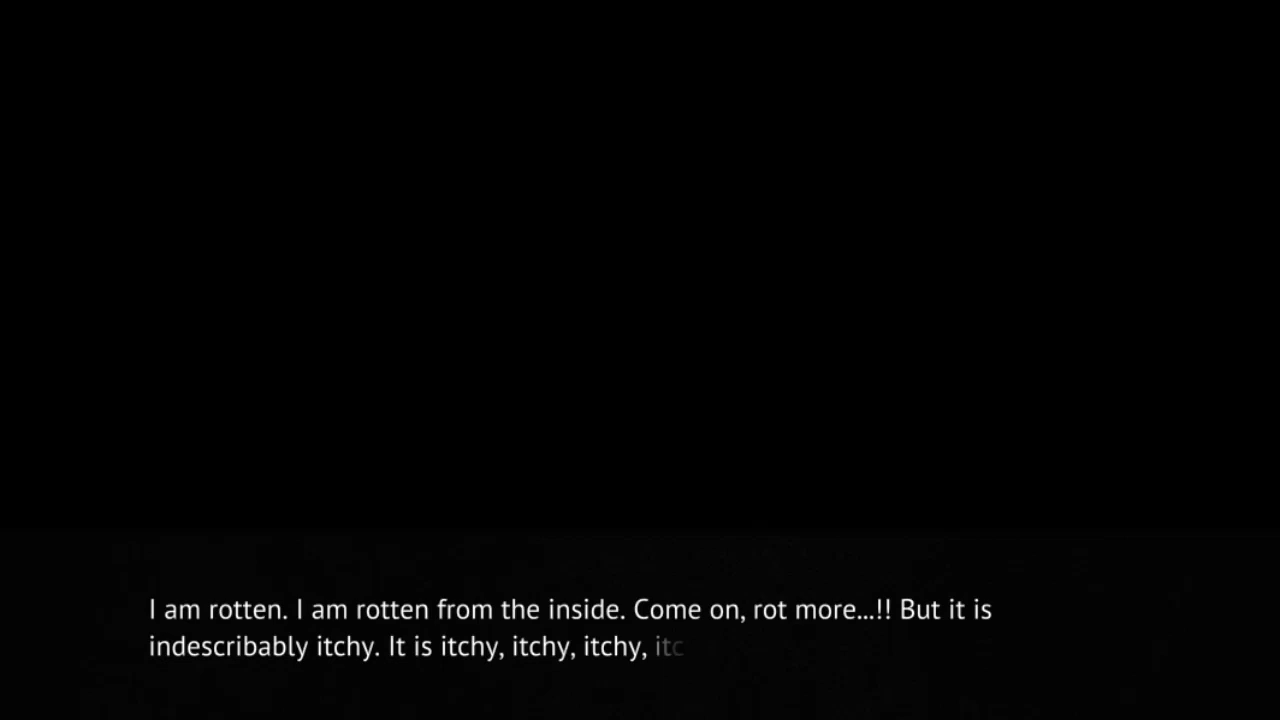 I am rotten. I am rotten from the inside. Come on, rot more...!! But it is
indescribably itchy. It is itchy, itchy, itchy, itc